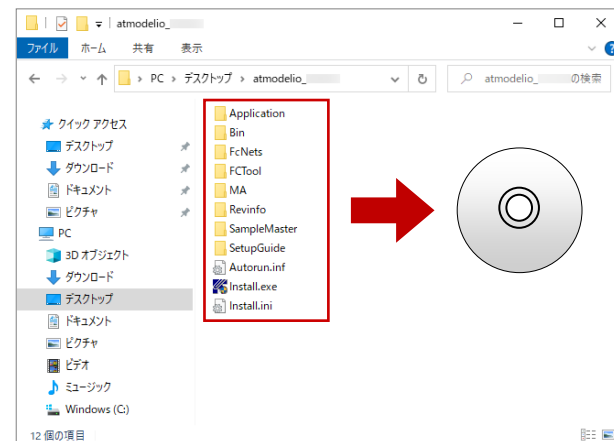 atmodelio_
ファイル ホーム 共有 表示
PC デスクトップ atmodelio_ atmodelio_ の検索
クイック アクセス
デスクトップ
ダウンロード
ドキュメント
ピクチャ
PC
3D オブジェクト
ダウンロード
デスクトップ
ドキュメント
ピクチャ
ビデオ
ミュージック
Windows (C:)
Application
Bin
FcNets
FCTool
MA
Revinfo
SampleMaster
SetupGuide
Autorun.inf
Install.exe
Install.ini
12 個の項目